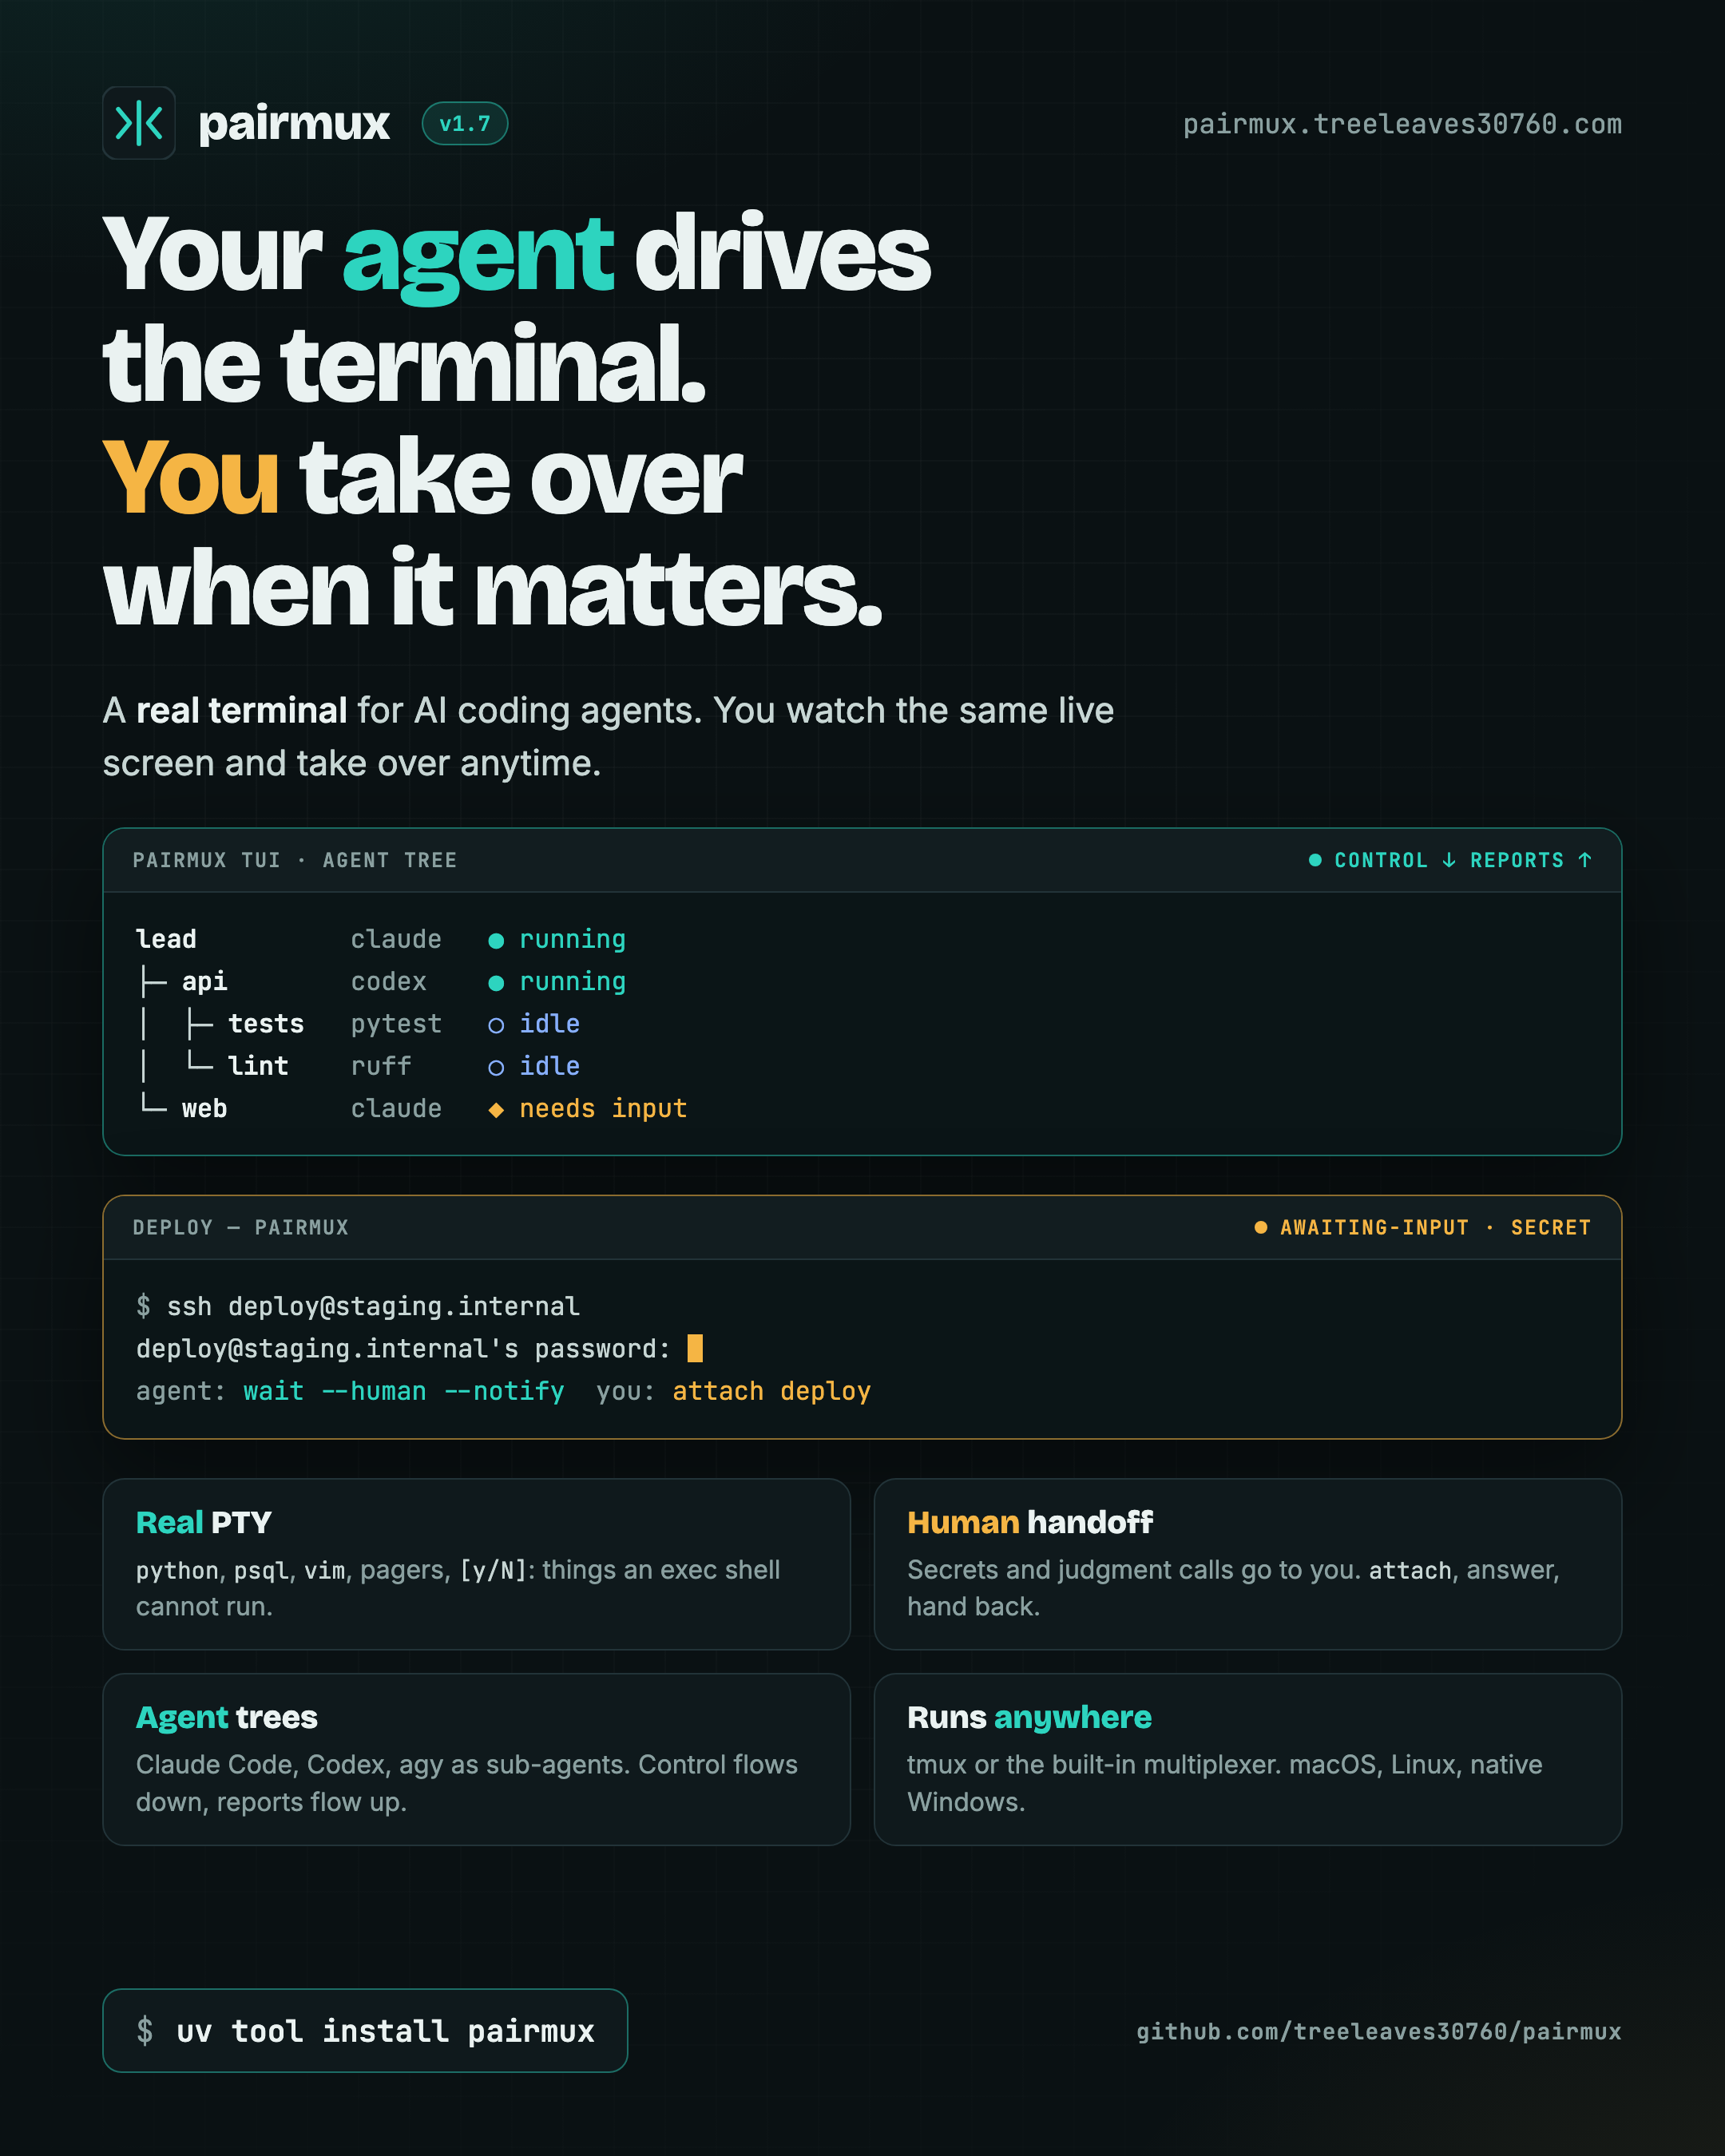 pairmux v1.7 pairmux.treeleaves30760.com
Your agent drives
the terminal.
You take over
when it matters.
A real terminal for AI coding agents. You watch the same live
screen and take over anytime.
PAIRMUX TUI · AGENT TREE ● CONTROL ↓ REPORTS ↑
lead claude ● running
├─ api codex ● running
│  ├─ tests pytest ○ idle
│  └─ lint ruff ○ idle
└─ web claude ◆ needs input
DEPLOY — PAIRMUX ● AWAITING-INPUT · SECRET
$ ssh deploy@staging.internal
deploy@staging.internal's password:
agent: wait --human --notify you: attach deploy
Real PTY
python, psql, vim, pagers, [y/N]: things an exec shell
cannot run.
Human handoff
Secrets and judgment calls go to you. attach, answer,
hand back.
Agent trees
Claude Code, Codex, agy as sub-agents. Control flows
down, reports flow up.
Runs anywhere
tmux or the built-in multiplexer. macOS, Linux, native
Windows.
$ uv tool install pairmux
github.com/treeleaves30760/pairmux